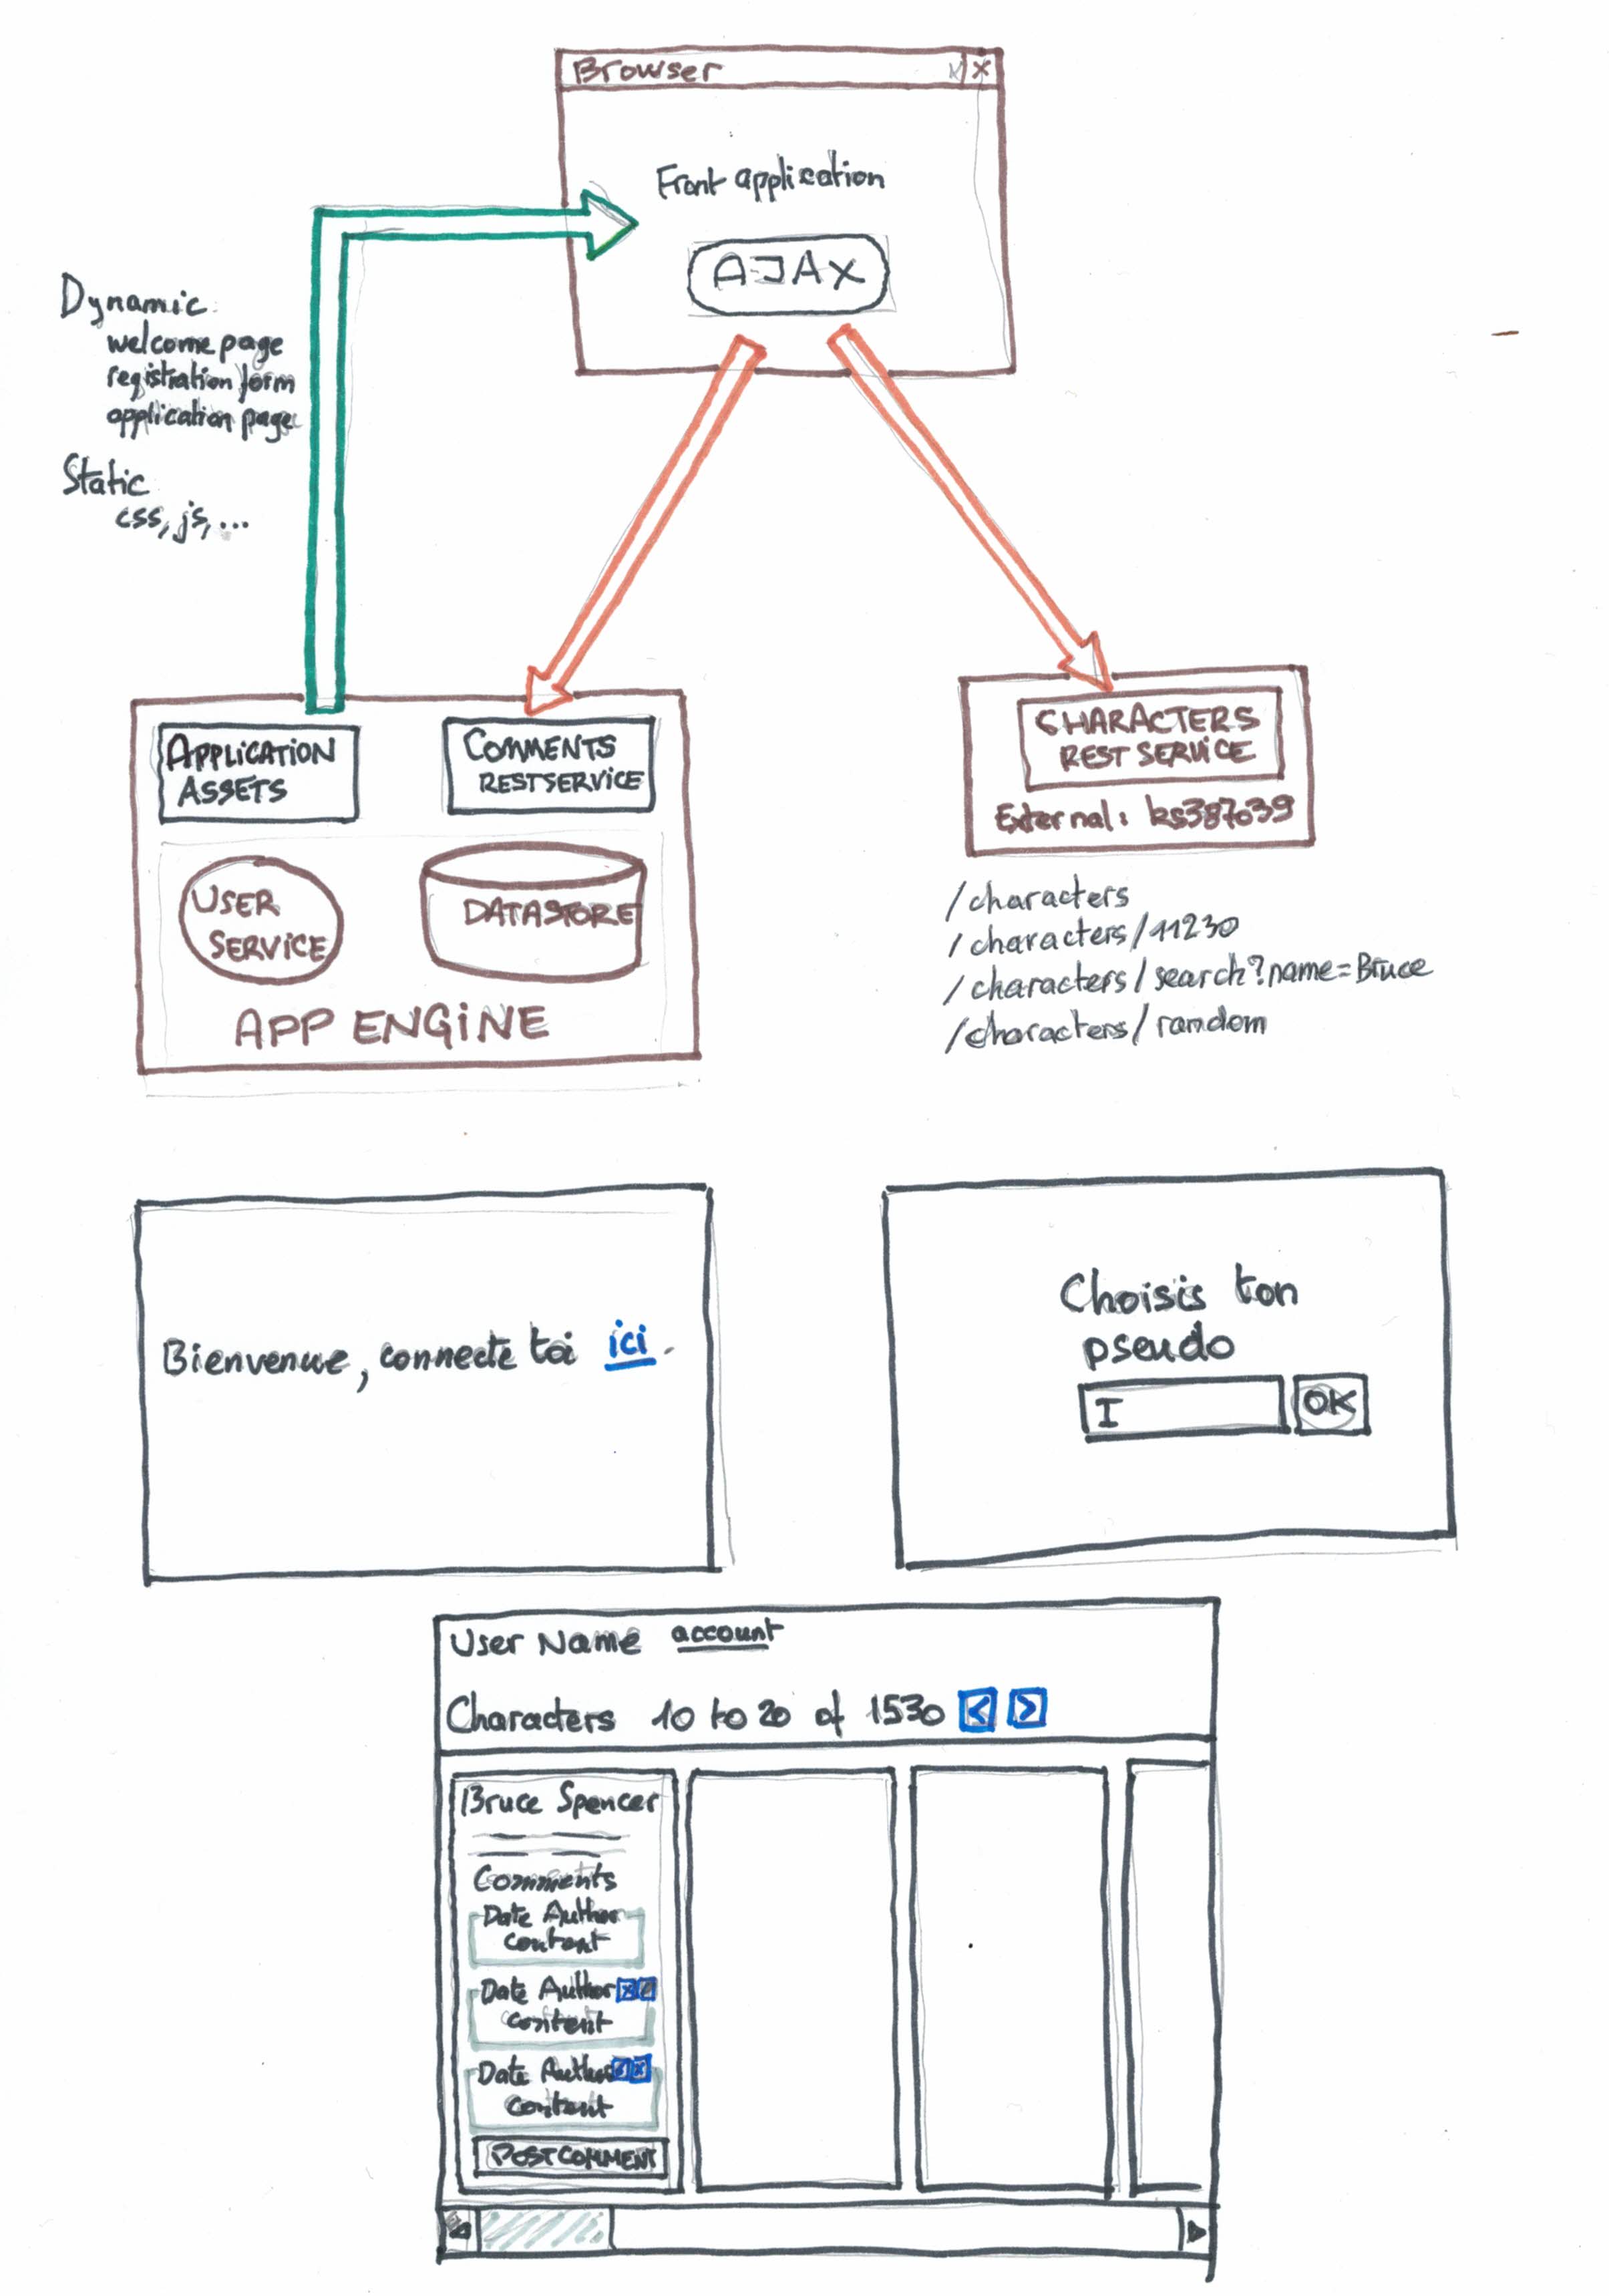 Browser x
Front application
AJAX
Dynamic
welcome page
registration form
application page
Static
css, js, ...
APPLICATION
ASSETS
COMMENTS
REST SERVICE
USER
SERVICE
DATASTORE
APP ENGINE
CHARACTERS
REST SERVICE
External: ks387039
/characters
/characters/11230
/characters/search?name=Bruce
/characters/random
Bienvenue, connecte toi ici.
Choisis ton
pseudo
I OK
User Name account
Characters 10 to 20 of 1530 < >
Bruce Spencer
Comments
Date Author
Content
Date Author x
Content
Date Author x
Content
POST COMMENT